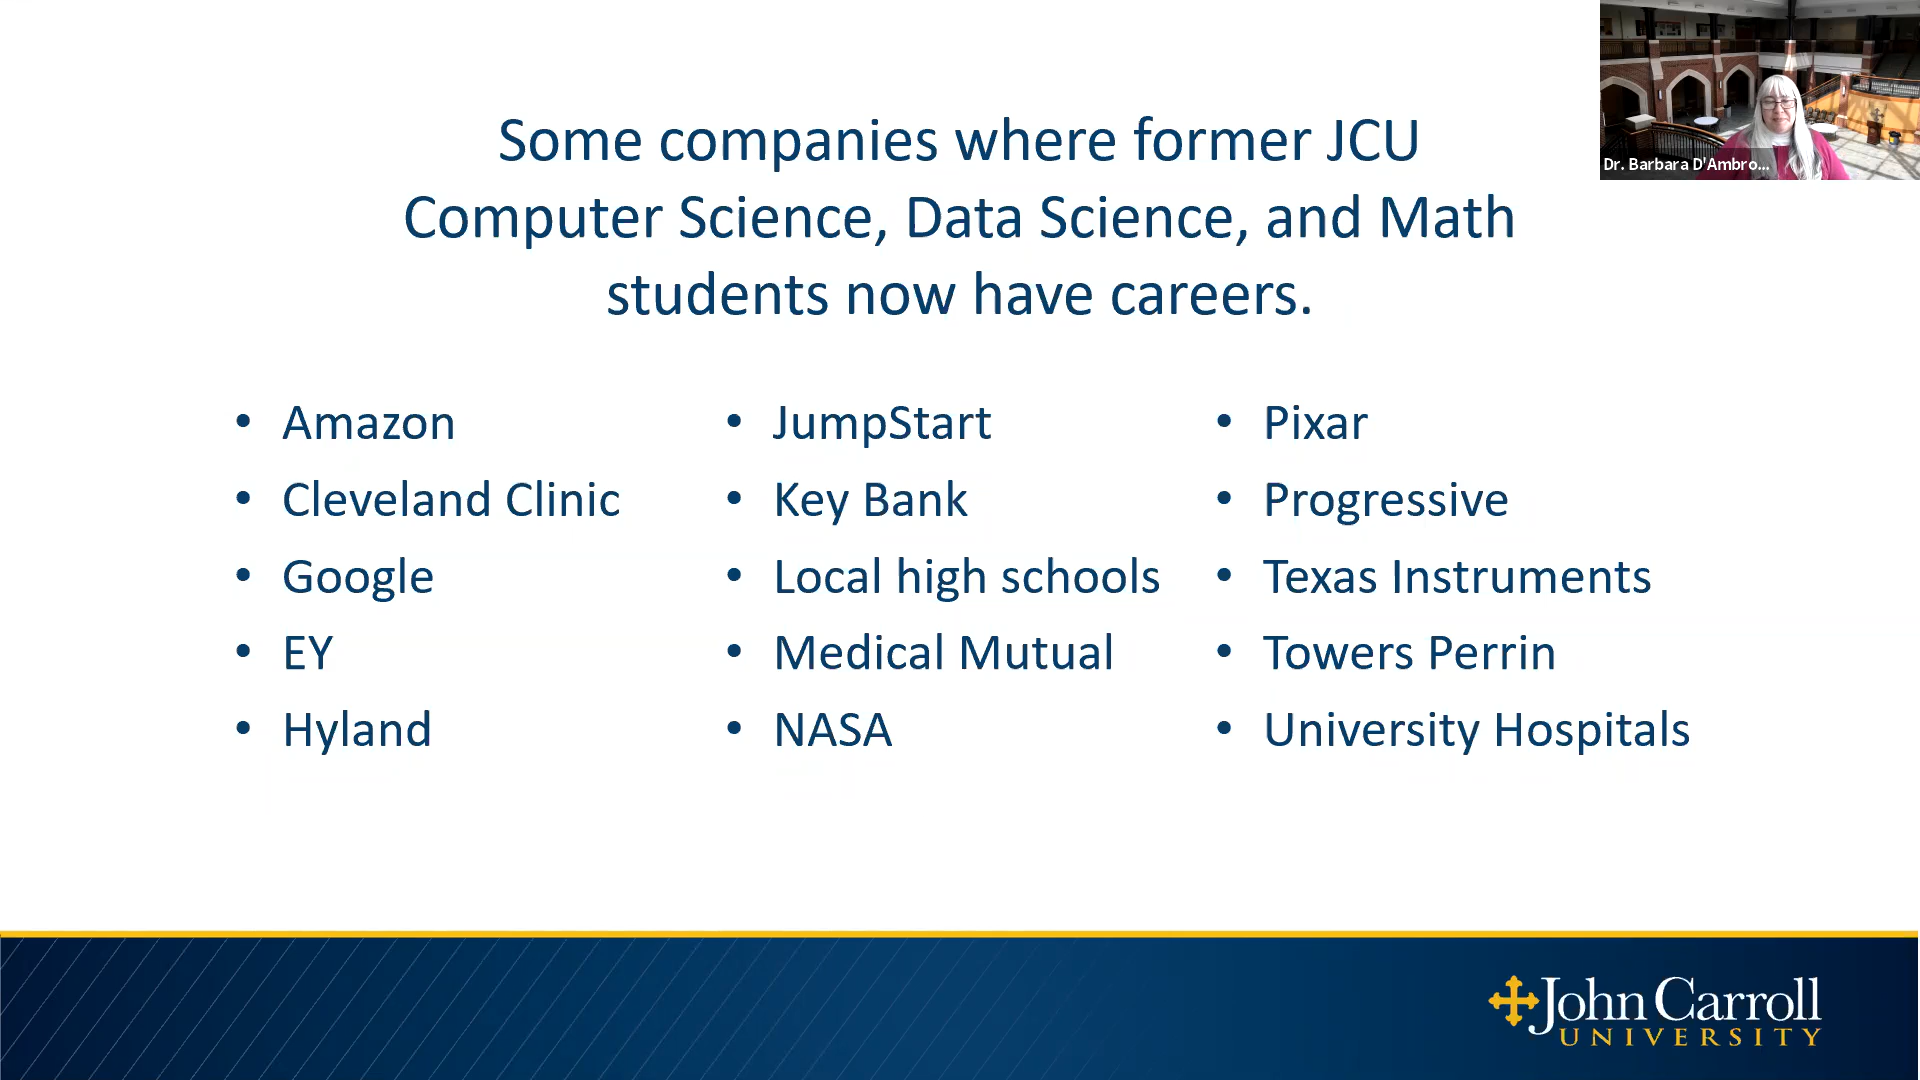 Some companies where former JCU
Computer Science, Data Science, and Math
students now have careers.
• Amazon
• Cleveland Clinic
• Google
• EY
• Hyland
• JumpStart
• Key Bank
• Local high schools
• Medical Mutual
• NASA
• Pixar
• Progressive
• Texas Instruments
• Towers Perrin
• University Hospitals
Dr. Barbara D'Ambro...
John Carroll
UNIVERSITY